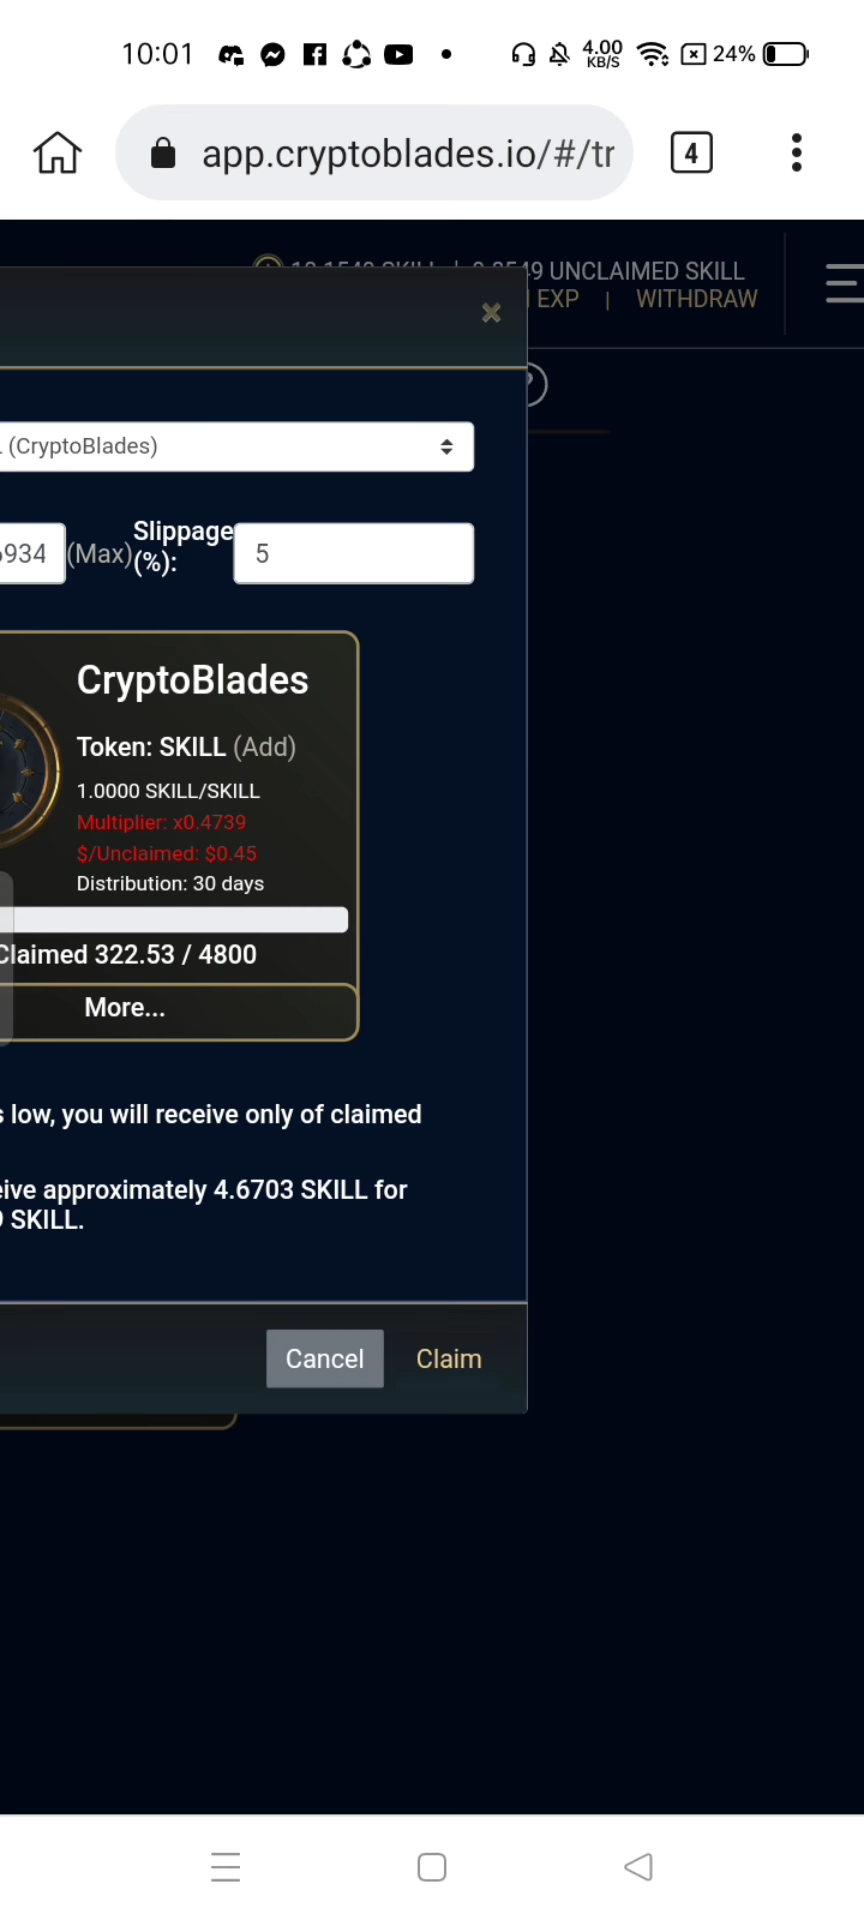 10:01
4.00
KB/S
24%
app.cryptoblades.io/#/tr
4
UNCLAIMED SKILL
EXP | WITHDRAW
(CryptoBlades)
934 (Max)
Slippage
(%):
5
CryptoBlades
Token: SKILL (Add)
1.0000 SKILL/SKILL
Multiplier: x0.4739
$/Unclaimed: $0.45
Distribution: 30 days
Claimed 322.53 / 4800
More...
low, you will receive only of claimed
eive approximately 4.6703 SKILL for
SKILL.
Cancel
Claim